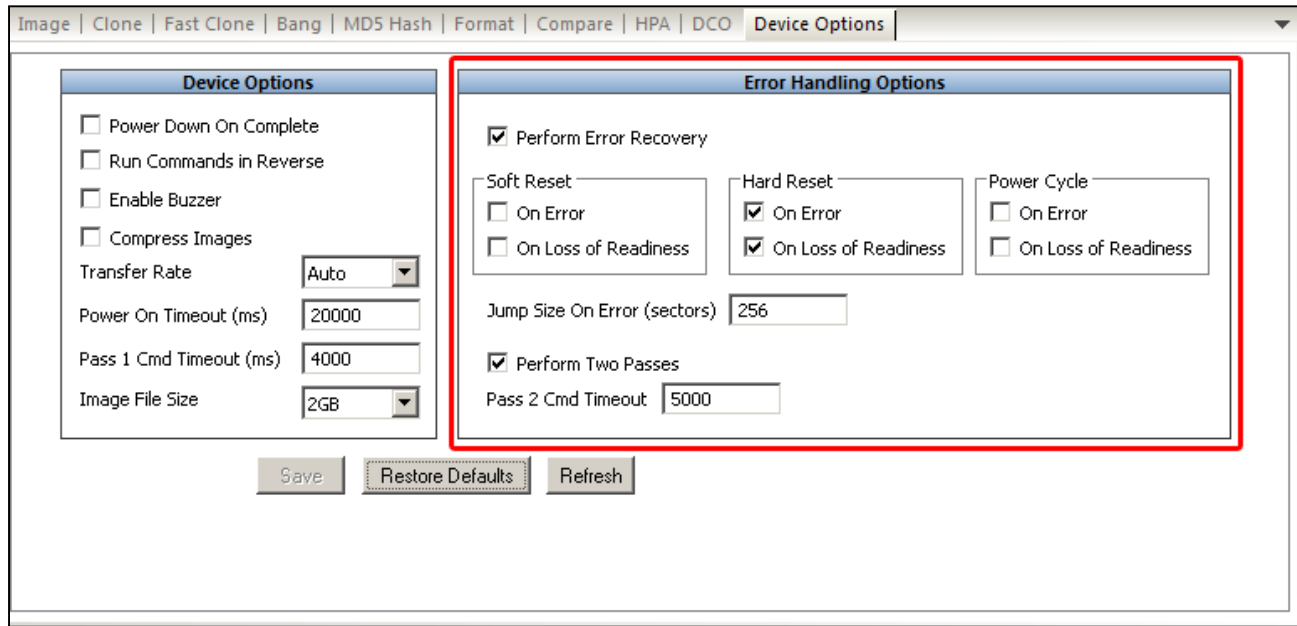 Image | Clone | Fast Clone | Bang | MD5 Hash | Format | Compare | HPA | DCO Device Options
Device Options
Power Down On Complete
Run Commands in Reverse
Enable Buzzer
Compress Images
Transfer Rate Auto
Power On Timeout (ms) 20000
Pass 1 Cmd Timeout (ms) 4000
Image File Size 2GB
Error Handling Options
Perform Error Recovery
Soft Reset
On Error
On Loss of Readiness
Hard Reset
On Error
On Loss of Readiness
Power Cycle
On Error
On Loss of Readiness
Jump Size On Error (sectors) 256
Perform Two Passes
Pass 2 Cmd Timeout 5000
Save Restore Defaults Refresh